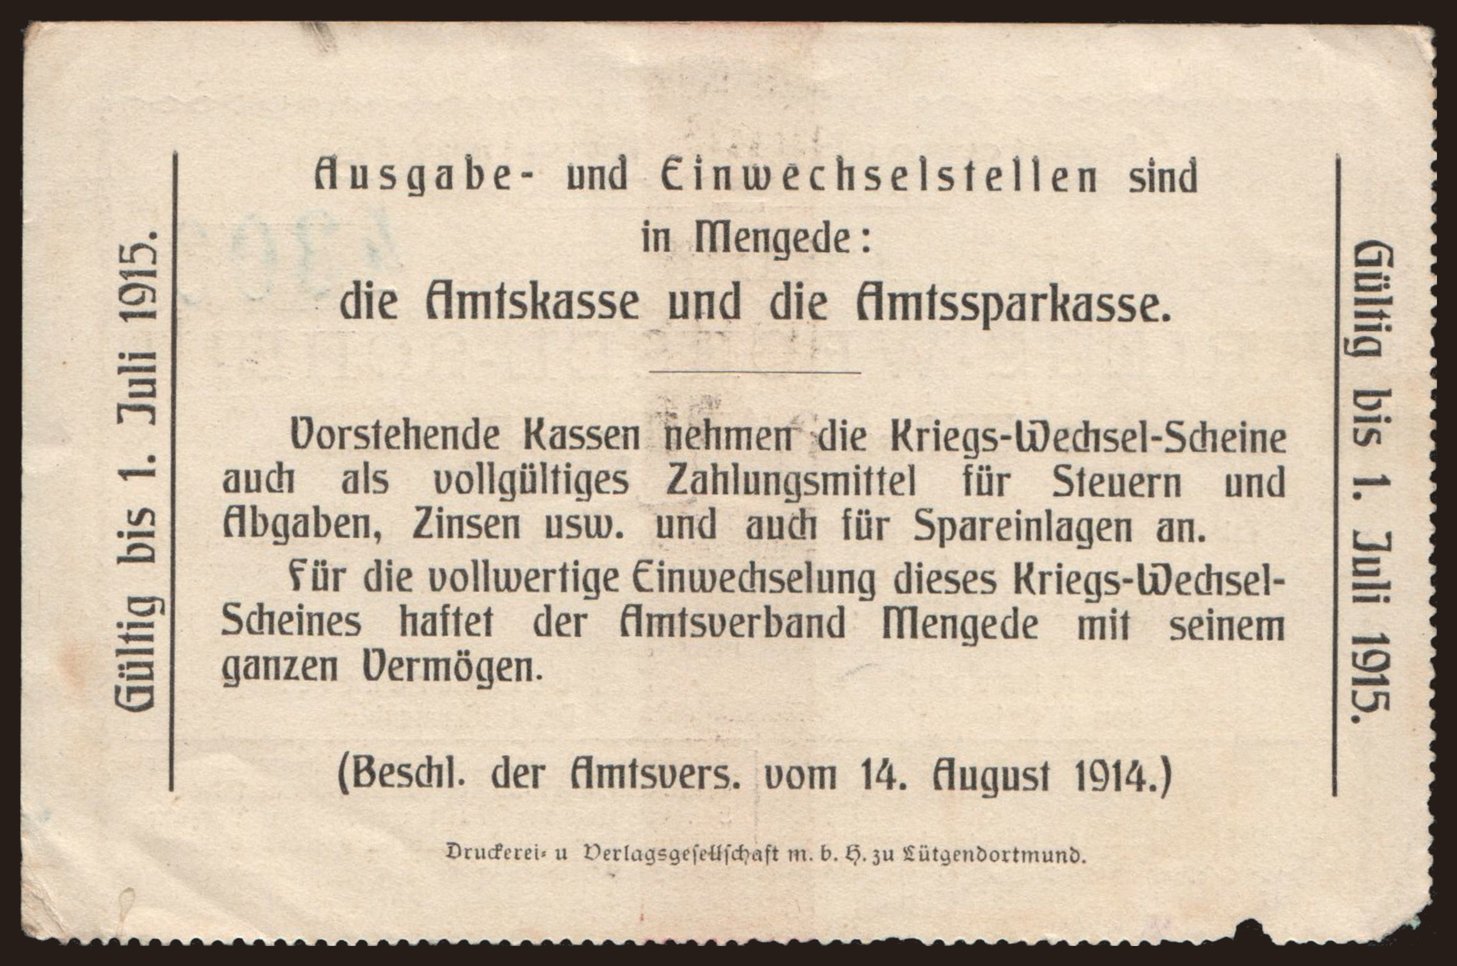 Ausgabe- und Einwechselstellen sind
in Mengede:
die Amtskasse und die Amtssparkasse.
Vorstehende Kassen nehmen die Kriegs-Wechsel-Scheine
auch als vollgültiges Zahlungsmittel für Steuern und
Abgaben, Zinsen usw. und auch für Spareinlagen an.
Für die vollwertige Einwechselung dieses Kriegs-Wechsel-
Scheines haftet der Amtsverband Mengede mit seinem
ganzen Vermögen.
(Beschl. der Amtsvers. vom 14. August 1914.)
Druckerei- u Verlagsgesellschaft m. b. H. zu Lütgendortmund.
Gültig bis 1. Juli 1915.
Gültig bis 1. Juli 1915.